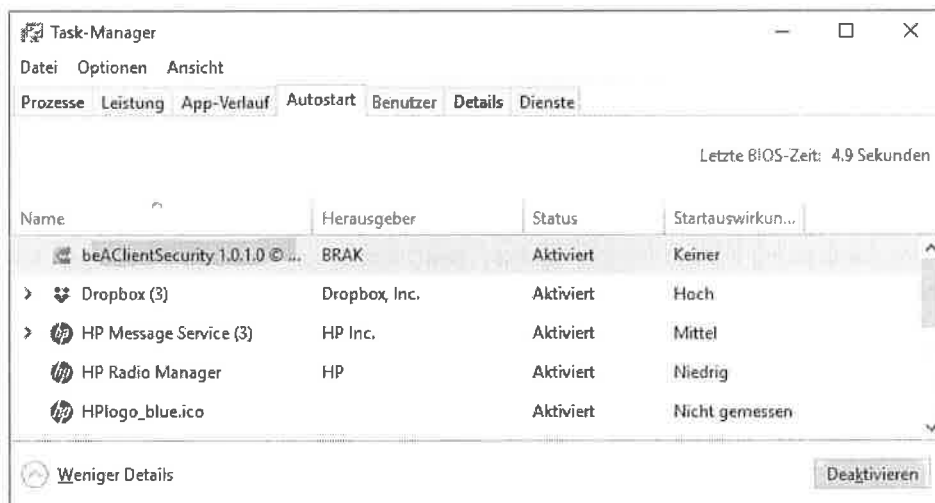 Task-Manager
Datei Optionen Ansicht
Prozesse Leistung App-Verlauf Autostart Benutzer Details Dienste
Letzte BIOS-Zeit: 4.9 Sekunden
Name Herausgeber Status Startauswirkun...
beAClientSecurity 1.0.1.0 © ... BRAK Aktiviert Keiner
Dropbox (3) Dropbox, Inc. Aktiviert Hoch
HP Message Service (3) HP Inc. Aktiviert Mittel
HP Radio Manager HP Aktiviert Niedrig
HPlogo_blue.ico Aktiviert Nicht gemessen
Weniger Details Deaktivieren